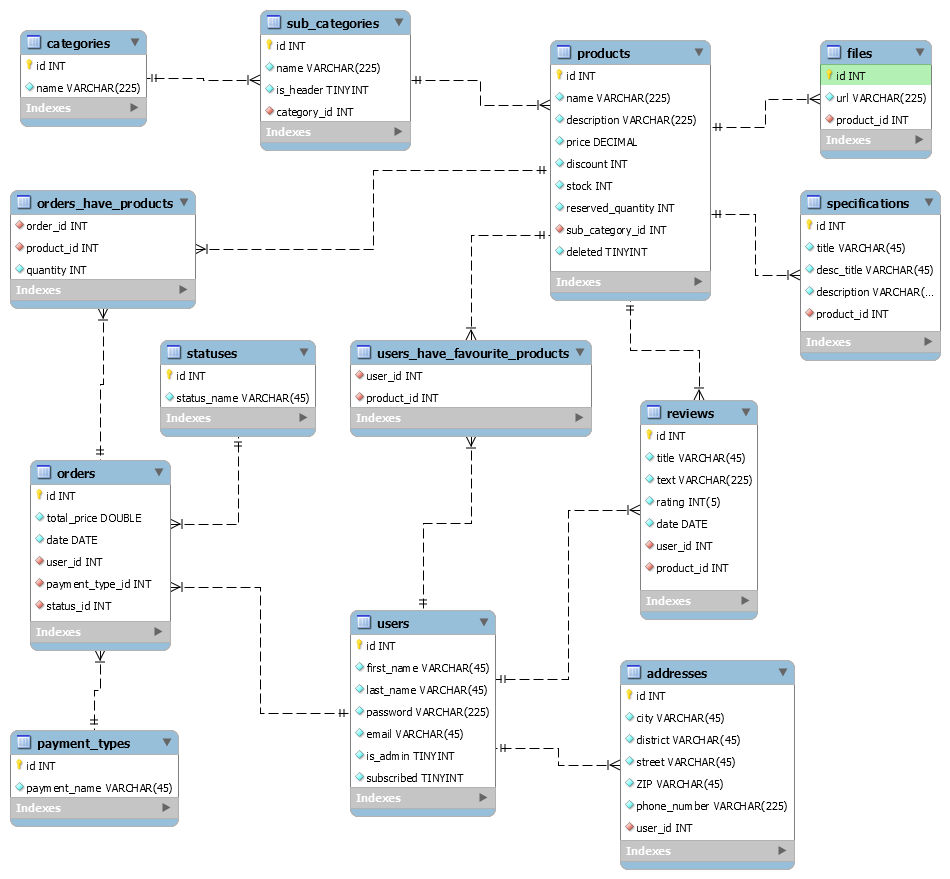 categories
id INT
name VARCHAR(225)
Indexes
sub_categories
id INT
name VARCHAR(225)
is_header TINYINT
category_id INT
Indexes
products
id INT
name VARCHAR(225)
description VARCHAR(225)
price DECIMAL
discount INT
stock INT
reserved_quantity INT
sub_category_id INT
deleted TINYINT
Indexes
files
id INT
url VARCHAR(225)
product_id INT
Indexes
orders_have_products
order_id INT
product_id INT
quantity INT
Indexes
specifications
id INT
title VARCHAR(45)
desc_title VARCHAR(45)
description VARCHAR(...
product_id INT
Indexes
statuses
id INT
status_name VARCHAR(45)
Indexes
users_have_favourite_products
user_id INT
product_id INT
Indexes
reviews
id INT
title VARCHAR(45)
text VARCHAR(225)
rating INT(5)
date DATE
user_id INT
product_id INT
Indexes
orders
id INT
total_price DOUBLE
date DATE
user_id INT
payment_type_id INT
status_id INT
Indexes
users
id INT
first_name VARCHAR(45)
last_name VARCHAR(45)
password VARCHAR(225)
email VARCHAR(45)
is_admin TINYINT
subscribed TINYINT
Indexes
addresses
id INT
city VARCHAR(45)
district VARCHAR(45)
street VARCHAR(45)
ZIP VARCHAR(45)
phone_number VARCHAR(225)
user_id INT
Indexes
payment_types
id INT
payment_name VARCHAR(45)
Indexes